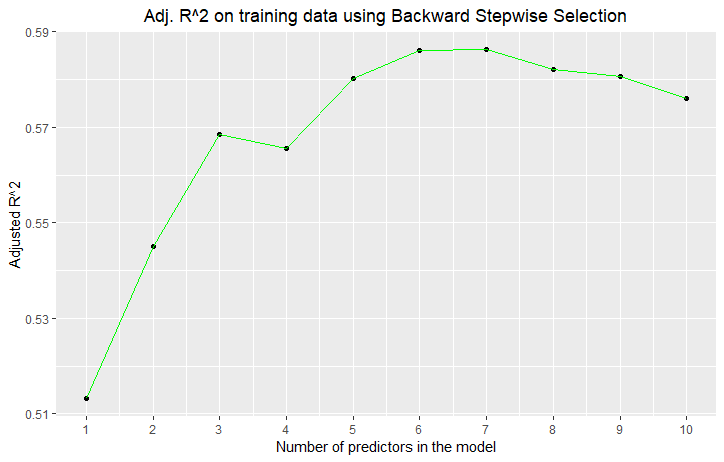 Adj. R^2 on training data using Backward Stepwise Selection
Adjusted R^2
0.59
0.57
0.55
0.53
0.51
1 2 3 4 5 6 7 8 9 10
Number of predictors in the model